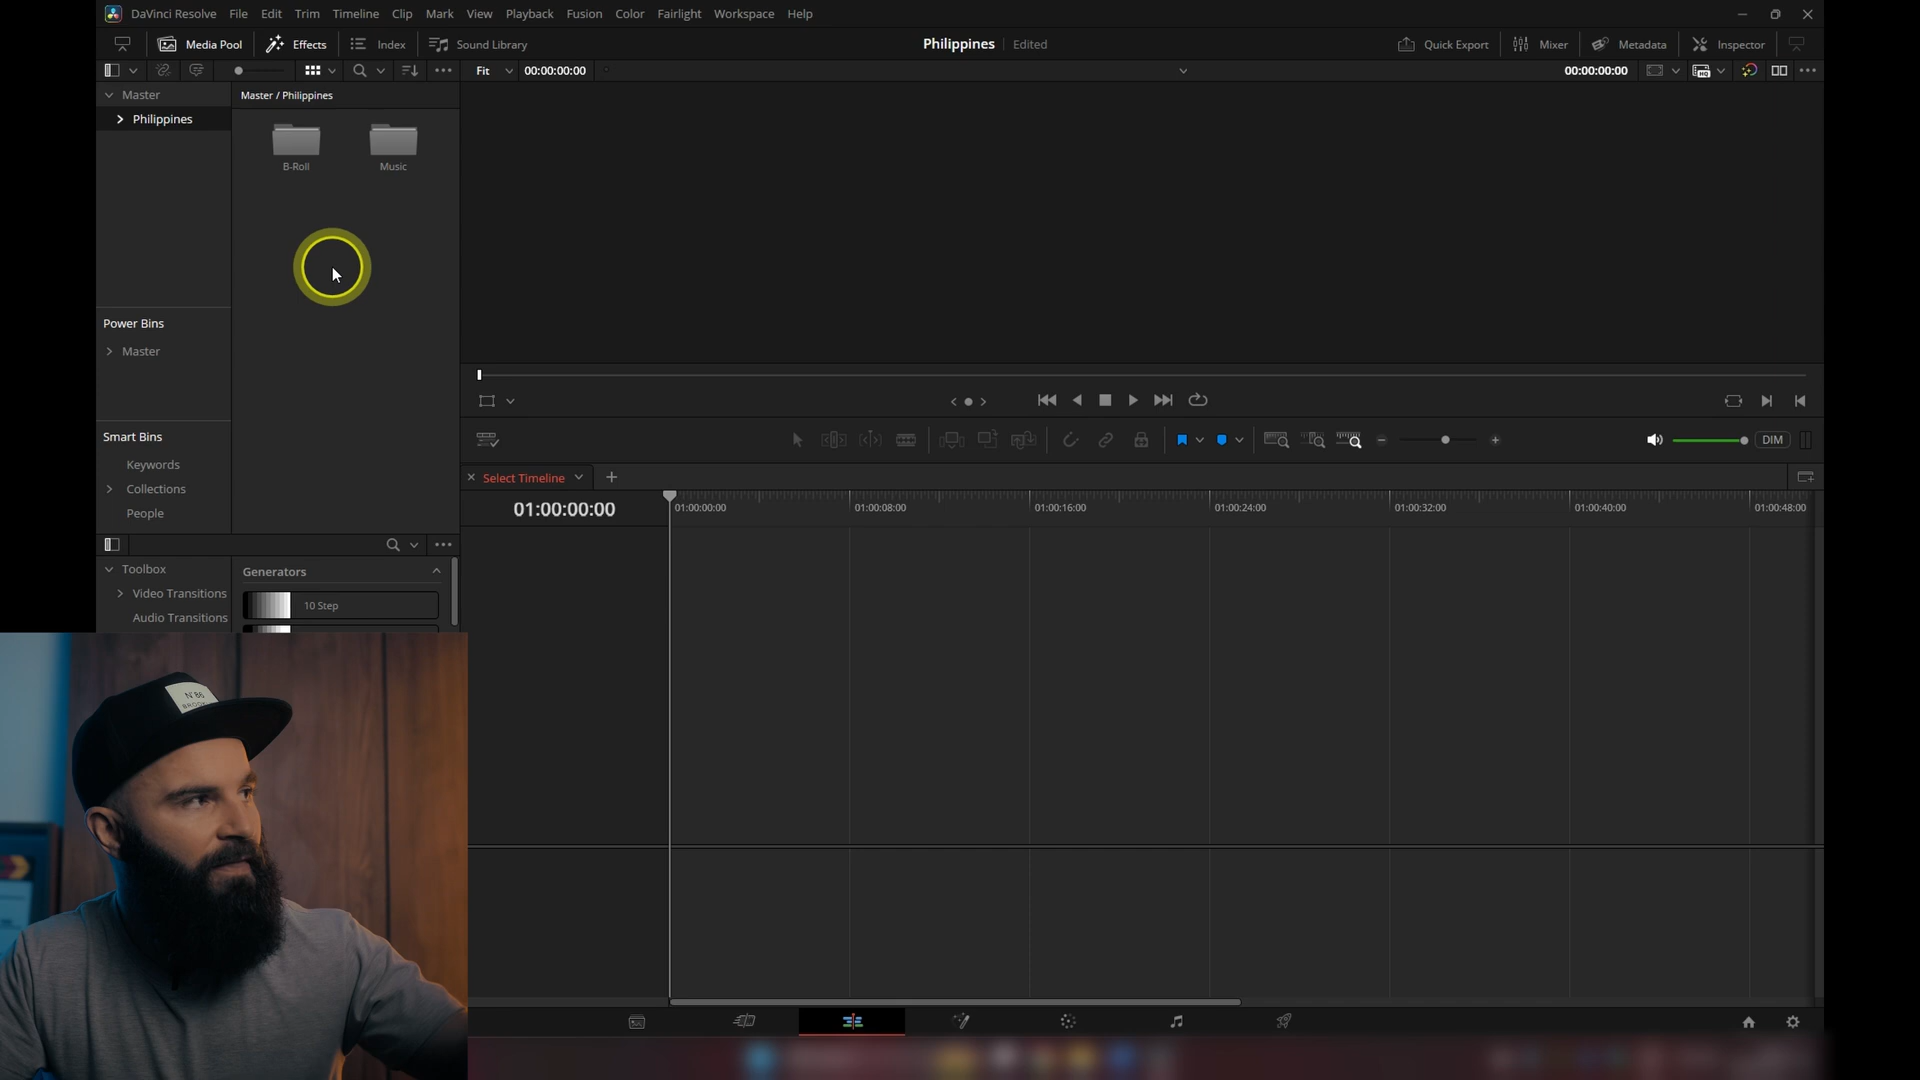 DaVinci Resolve File Edit Trim Timeline Clip Mark View Playback Fusion Color Fairlight Workspace Help
Media Pool Effects Index Sound Library Philippines Edited Quick Export Mixer Metadata Inspector
Fit 00:00:00:00 00:00:00:00
Master Master / Philippines
Philippines
B-Roll Music
Power Bins
Master
Smart Bins
Keywords
Collections
People
DIM
Select Timeline
01:00:00:00 01:00:00:00 01:00:08:00 01:00:16:00 01:00:24:00 01:00:32:00 01:00:40:00 01:00:48:00
Toolbox Generators
Video Transitions 10 Step
Audio Transitions
N°86